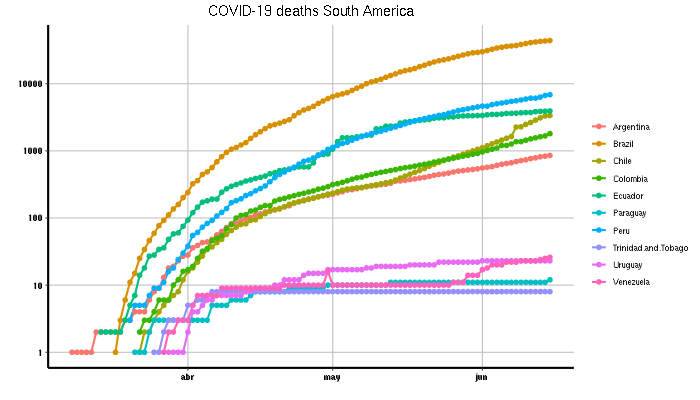 COVID-19 deaths South America
10000
1000
100
10
1
abr
may
jun
Argentina
Brazil
Chile
Colombia
Ecuador
Paraguay
Peru
Trinidad.and.Tobago
Uruguay
Venezuela